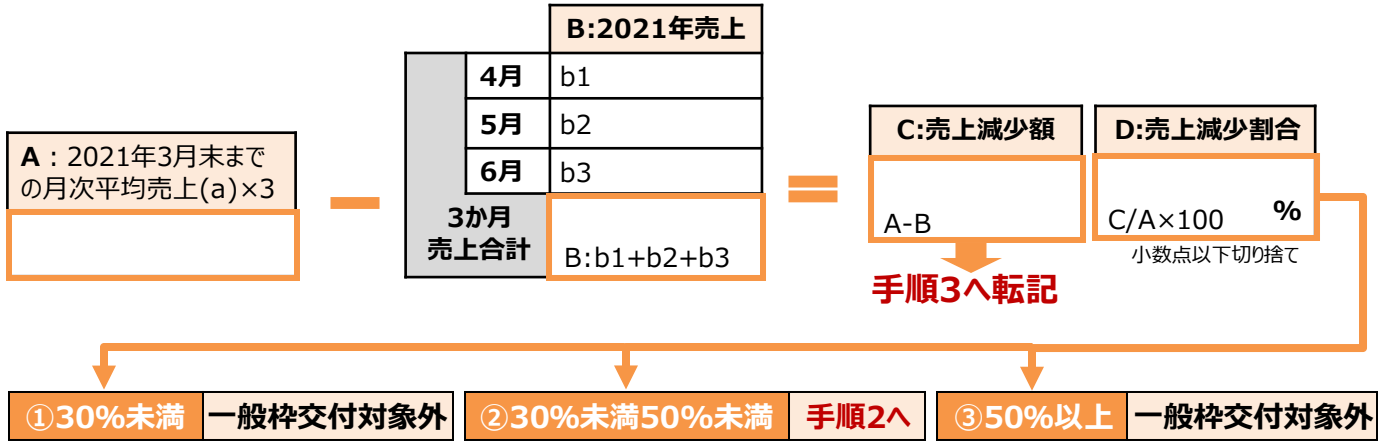 A：2021年3月末まで
の月次平均売上(a)×3
B:2021年売上
4月 b1
5月 b2
6月 b3
3か月
売上合計
B:b1+b2+b3
C:売上減少額
A-B
手順3へ転記
D:売上減少割合
C/A×100 %
小数点以下切り捨て
①30%未満 一般枠交付対象外
②30%未満50%未満 手順2へ
③50%以上 一般枠交付対象外